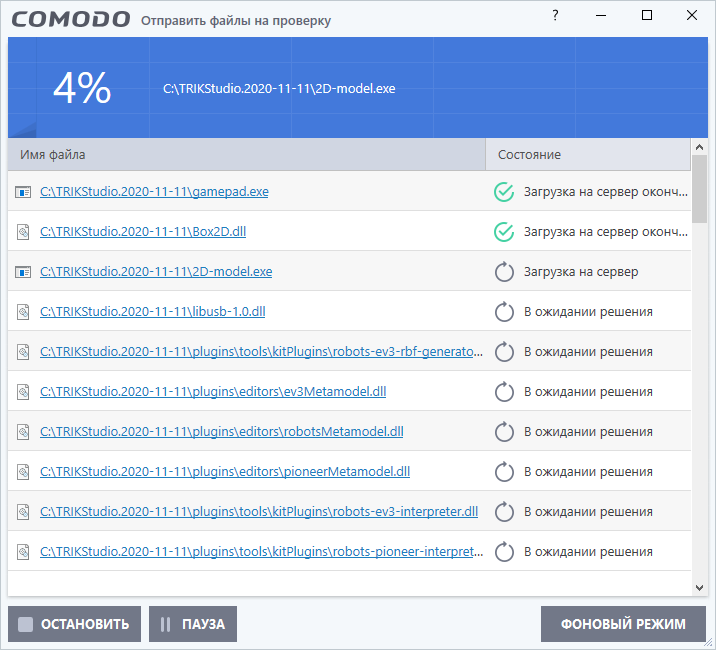 COMODO Отправить файлы на проверку ?
4% C:\TRIKStudio.2020-11-11\2D-model.exe
Имя файла Состояние
C:\TRIKStudio.2020-11-11\gamepad.exe Загрузка на сервер оконч...
C:\TRIKStudio.2020-11-11\Box2D.dll Загрузка на сервер оконч...
C:\TRIKStudio.2020-11-11\2D-model.exe Загрузка на сервер
C:\TRIKStudio.2020-11-11\libusb-1.0.dll В ожидании решения
C:\TRIKStudio.2020-11-11\plugins\tools\kitPlugins\robots-ev3-rbf-generato... В ожидании решения
C:\TRIKStudio.2020-11-11\plugins\editors\ev3Metamodel.dll В ожидании решения
C:\TRIKStudio.2020-11-11\plugins\editors\robotsMetamodel.dll В ожидании решения
C:\TRIKStudio.2020-11-11\plugins\editors\pioneerMetamodel.dll В ожидании решения
C:\TRIKStudio.2020-11-11\plugins\tools\kitPlugins\robots-ev3-interpreter.dll В ожидании решения
C:\TRIKStudio.2020-11-11\plugins\tools\kitPlugins\robots-pioneer-interpret... В ожидании решения
ОСТАНОВИТЬ ПАУЗА ФОНОВЫЙ РЕЖИМ